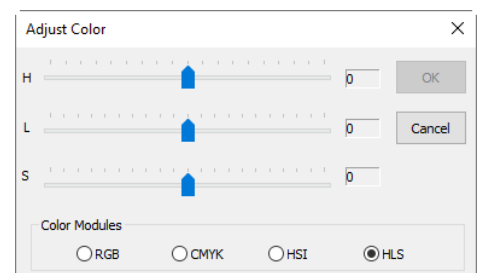 Adjust Color
H 0 OK
L 0 Cancel
S 0
Color Modules
RGB CMYK HSI HLS